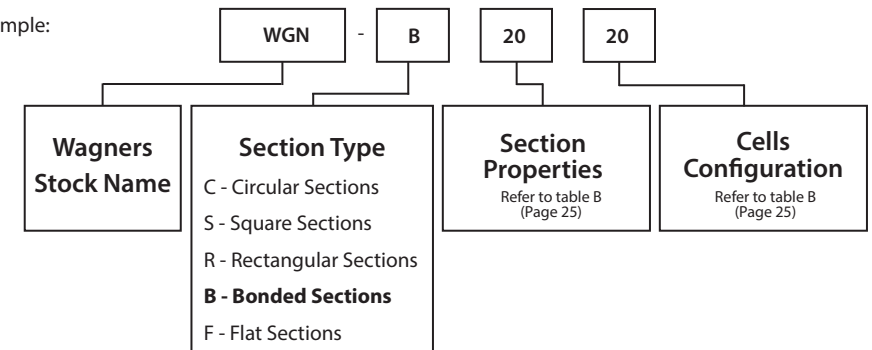 mple:
WGN - B 20 20
Wagners
Stock Name
Section Type
C - Circular Sections
S - Square Sections
R - Rectangular Sections
B - Bonded Sections
F - Flat Sections
Section
Properties
Refer to table B
(Page 25)
Cells
Configuration
Refer to table B
(Page 25)